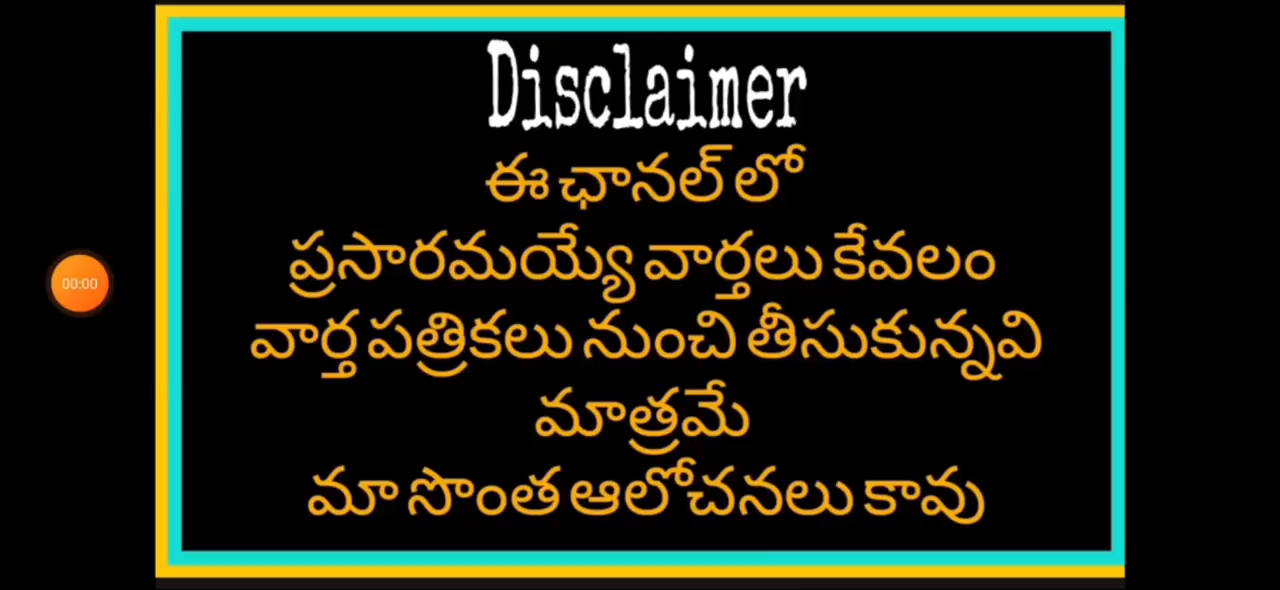 Disclaimer
ఈ ఛానల్ లో
ప్రసారమయ్యే వార్తలు కేవలం
00:00
వార్త పత్రికలు నుంచి తీసుకున్నవి
మాత్రమే
మా సొంత ఆలోచనలు కావు